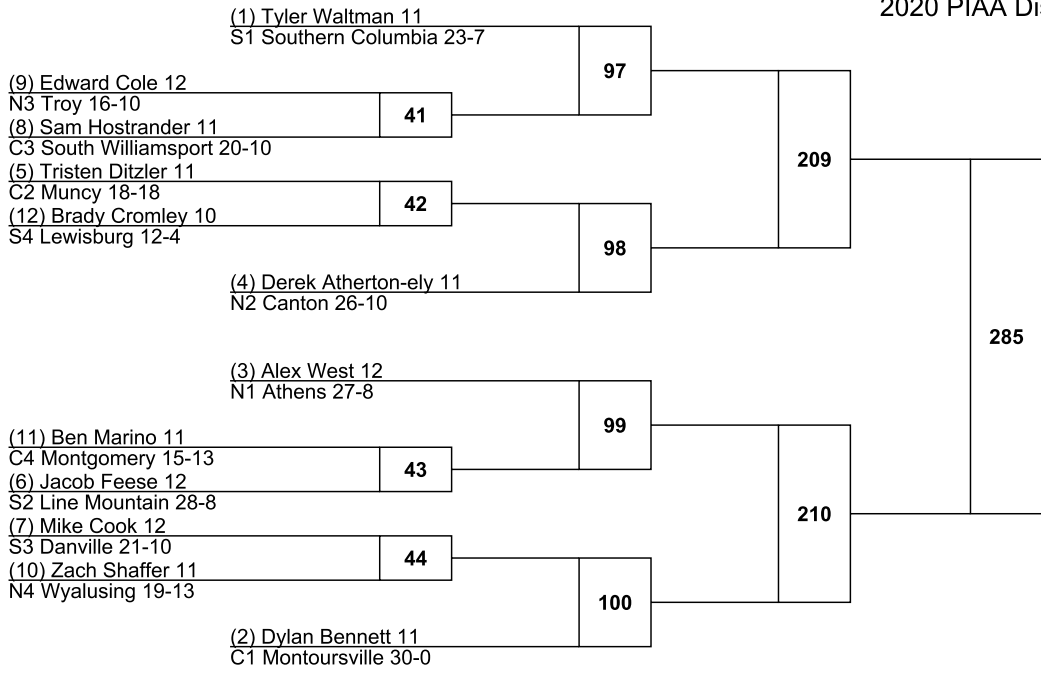 2020 PIAA Dis
(1) Tyler Waltman 11
S1 Southern Columbia 23-7
97
(9) Edward Cole 12
N3 Troy 16-10
41
(8) Sam Hostrander 11
C3 South Williamsport 20-10
209
(5) Tristen Ditzler 11
C2 Muncy 18-18
42
(12) Brady Cromley 10
S4 Lewisburg 12-4
98
(4) Derek Atherton-ely 11
N2 Canton 26-10
285
(3) Alex West 12
N1 Athens 27-8
99
(11) Ben Marino 11
C4 Montgomery 15-13
43
(6) Jacob Feese 12
S2 Line Mountain 28-8
210
(7) Mike Cook 12
S3 Danville 21-10
44
(10) Zach Shaffer 11
N4 Wyalusing 19-13
100
(2) Dylan Bennett 11
C1 Montoursville 30-0